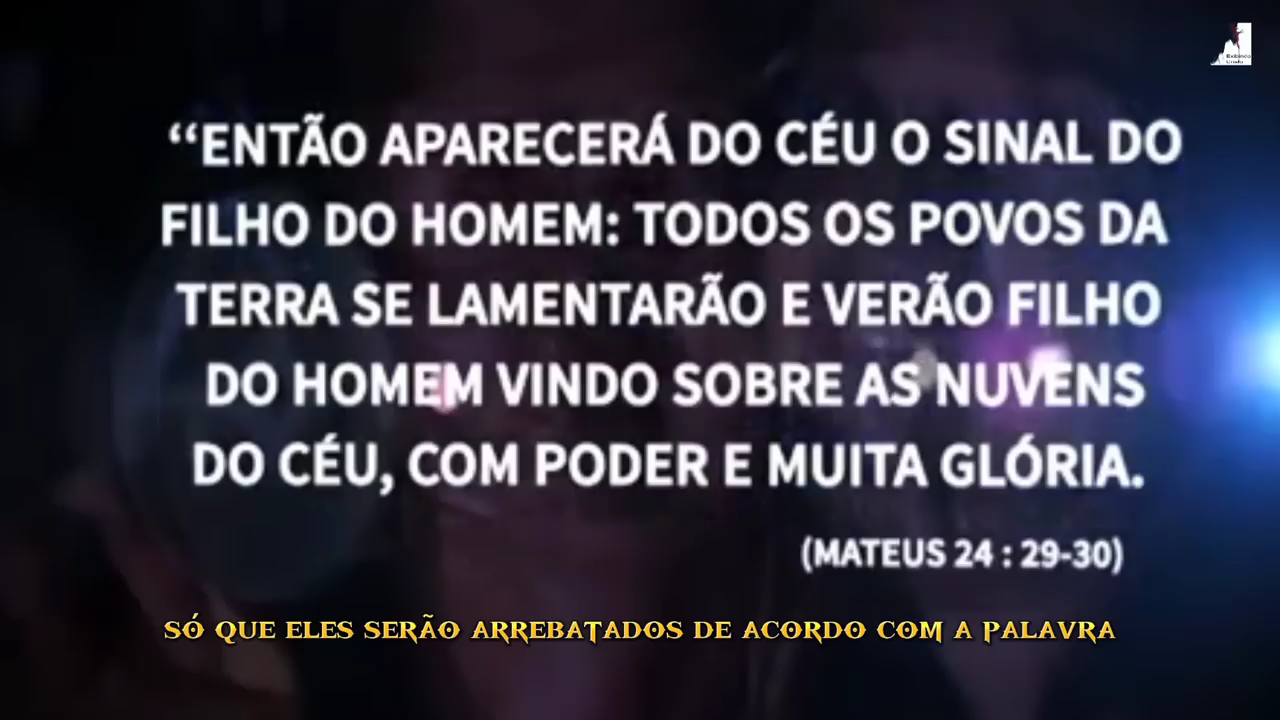 “ENTÃO APARECERÁ DO CÉU O SINAL DO
FILHO DO HOMEM: TODOS OS POVOS DA
TERRA SE LAMENTARÃO E VERÃO FILHO
DO HOMEM VINDO SOBRE AS NUVENS
DO CÉU, COM PODER E MUITA GLÓRIA.
(MATEUS 24 : 29-30)
SÓ QUE ELES SERÃO ARREBATADOS DE ACORDO COM A PALAVRA